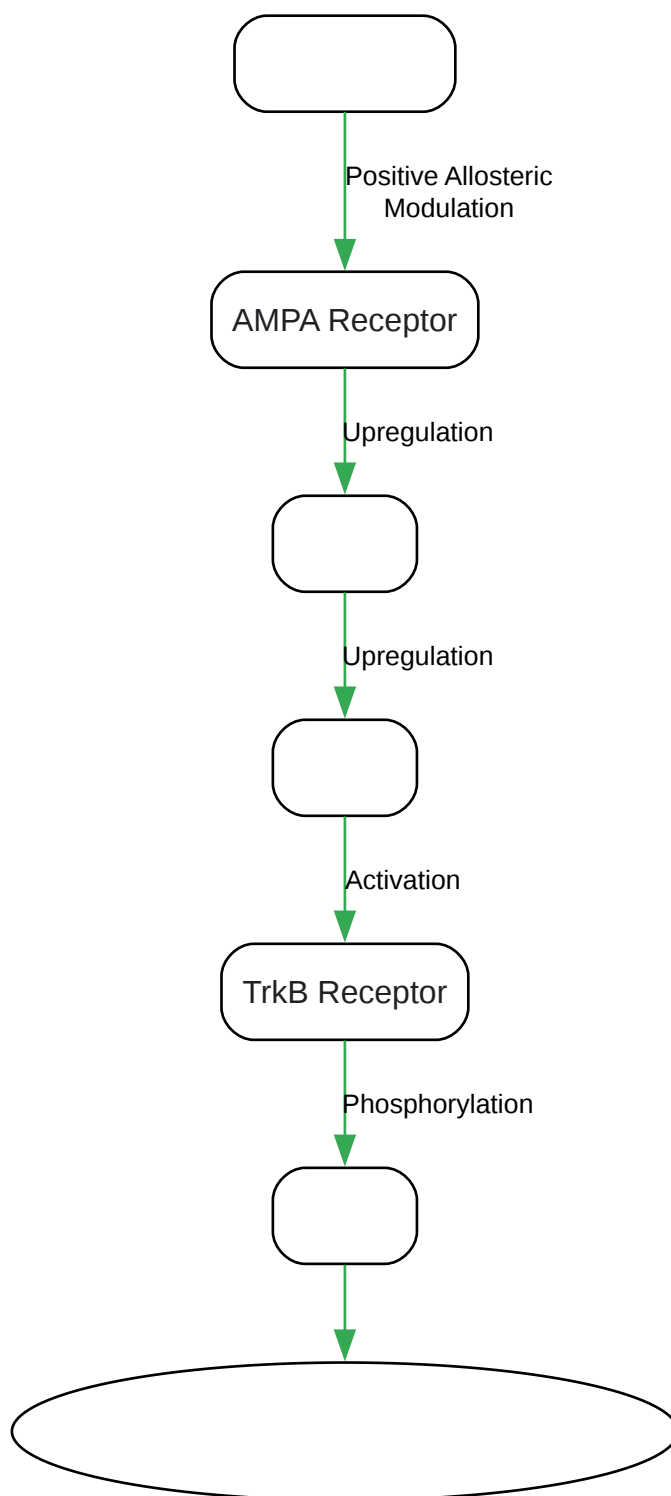 Positive Allosteric
Modulation
AMPA Receptor
Upregulation
Upregulation
Activation
TrkB Receptor
Phosphorylation